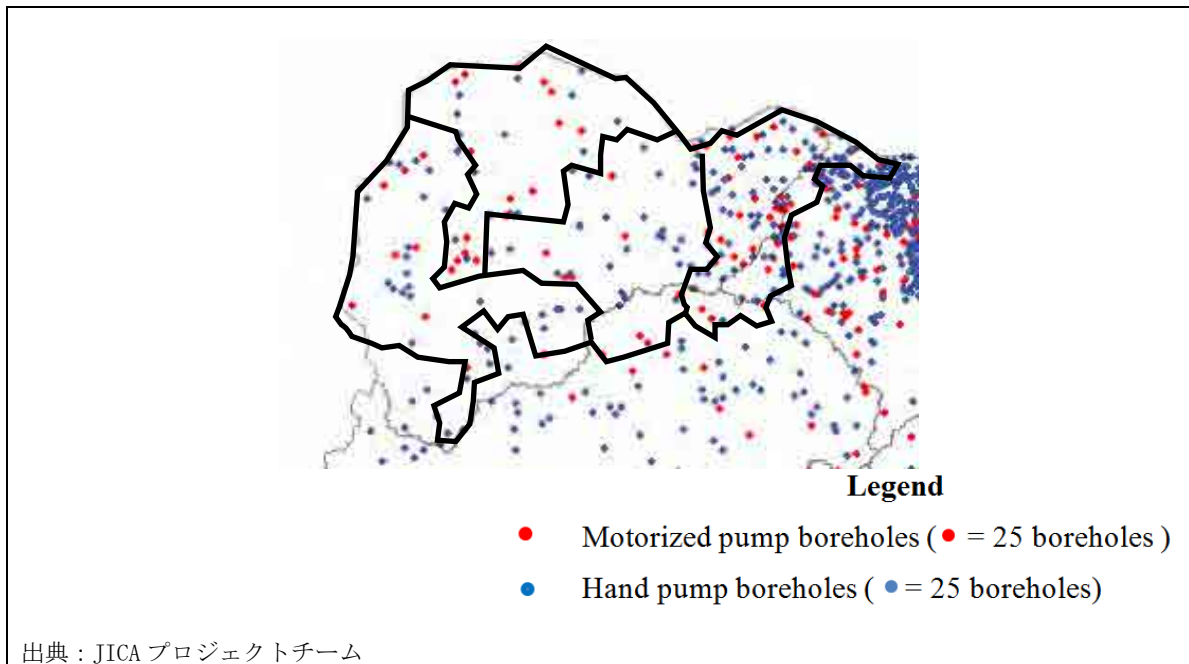 Legend
Motorized pump boreholes ( = 25 boreholes )
Hand pump boreholes ( = 25 boreholes)
出典：JICA プロジェクトチーム